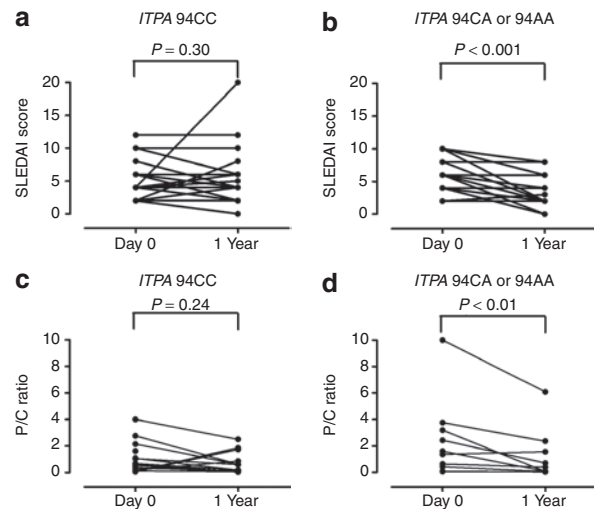 a
ITPA 94CC
P = 0.30
SLEDAI score
20
15
10
5
0
Day 0
1 Year
b
ITPA 94CA or 94AA
P < 0.001
SLEDAI score
20
15
10
5
0
Day 0
1 Year
c
ITPA 94CC
P = 0.24
P/C ratio
10
8
6
4
2
0
Day 0
1 Year
d
ITPA 94CA or 94AA
P < 0.01
P/C ratio
10
8
6
4
2
0
Day 0
1 Year